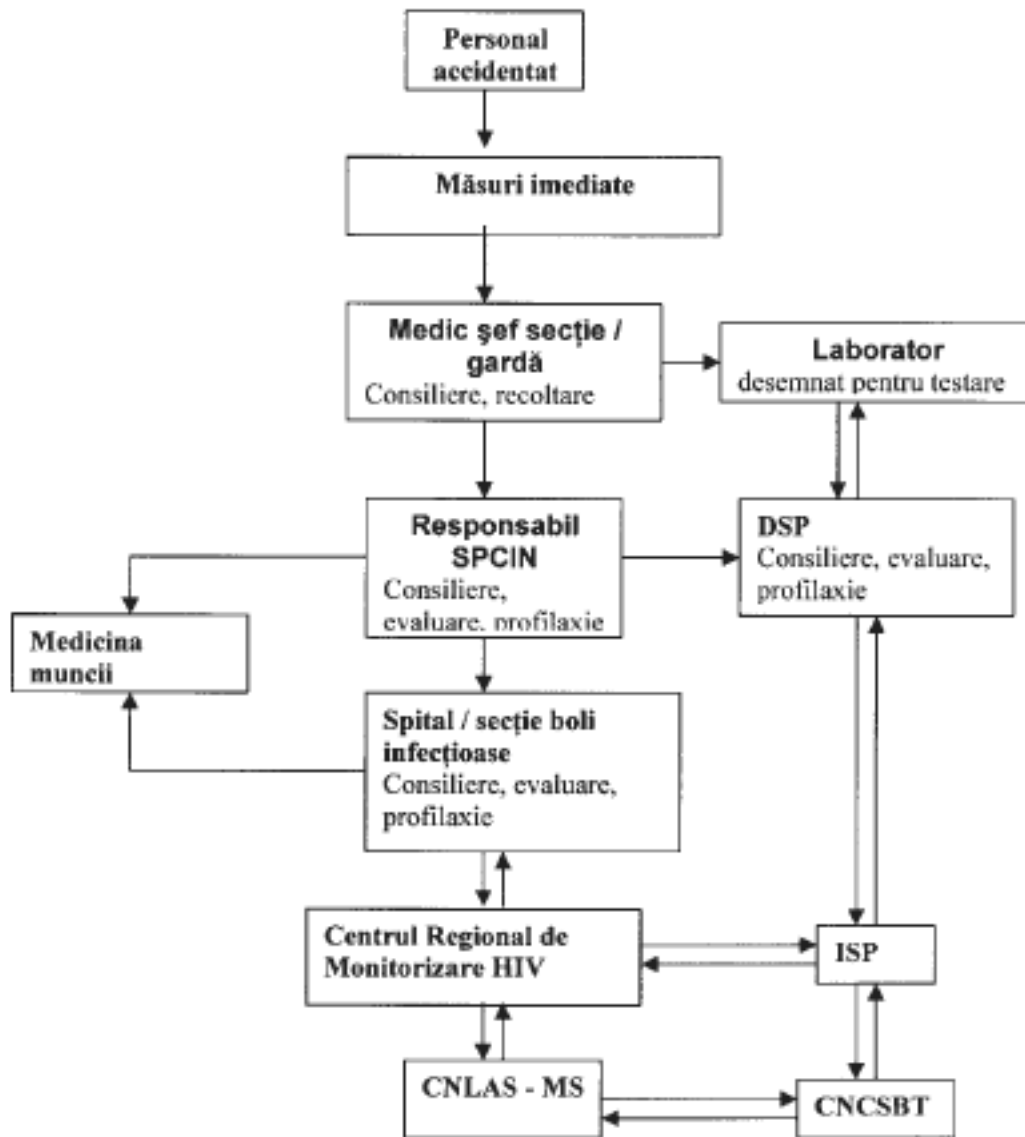 Personal
accidentat
Măsuri imediate
Medic şef secţie /
gardă
Consiliere, recoltare
Laborator
desemnat pentru testare
Responsabil
SPCIN
Consiliere,
evaluare, profilaxie
DSP
Consiliere, evaluare,
profilaxie
Medicina
muncii
Spital / secţie boli
infecţioase
Consiliere, evaluare,
profilaxie
Centrul Regional de
Monitorizare HIV
ISP
CNLAS - MS
CNCSBT